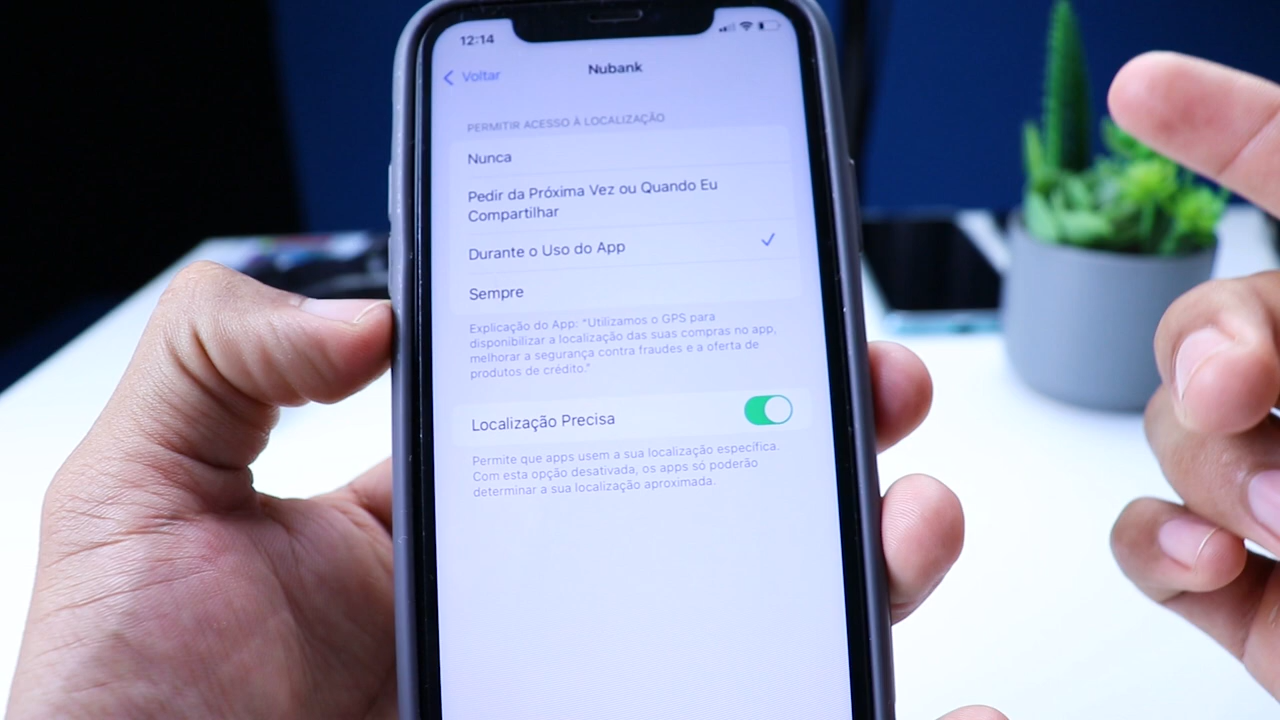 12:14
Voltar
Nubank
PERMITIR ACESSO À LOCALIZAÇÃO
Nunca
Pedir da Próxima Vez ou Quando Eu
Compartilhar
Durante o Uso do App
Sempre
Explicação do App: “Utilizamos o GPS para
disponibilizar a localização das suas compras no app,
melhorar a segurança contra fraudes e a oferta de
produtos de crédito.”
Localização Precisa
Permite que apps usem a sua localização específica.
Com esta opção desativada, os apps só poderão
determinar a sua localização aproximada.